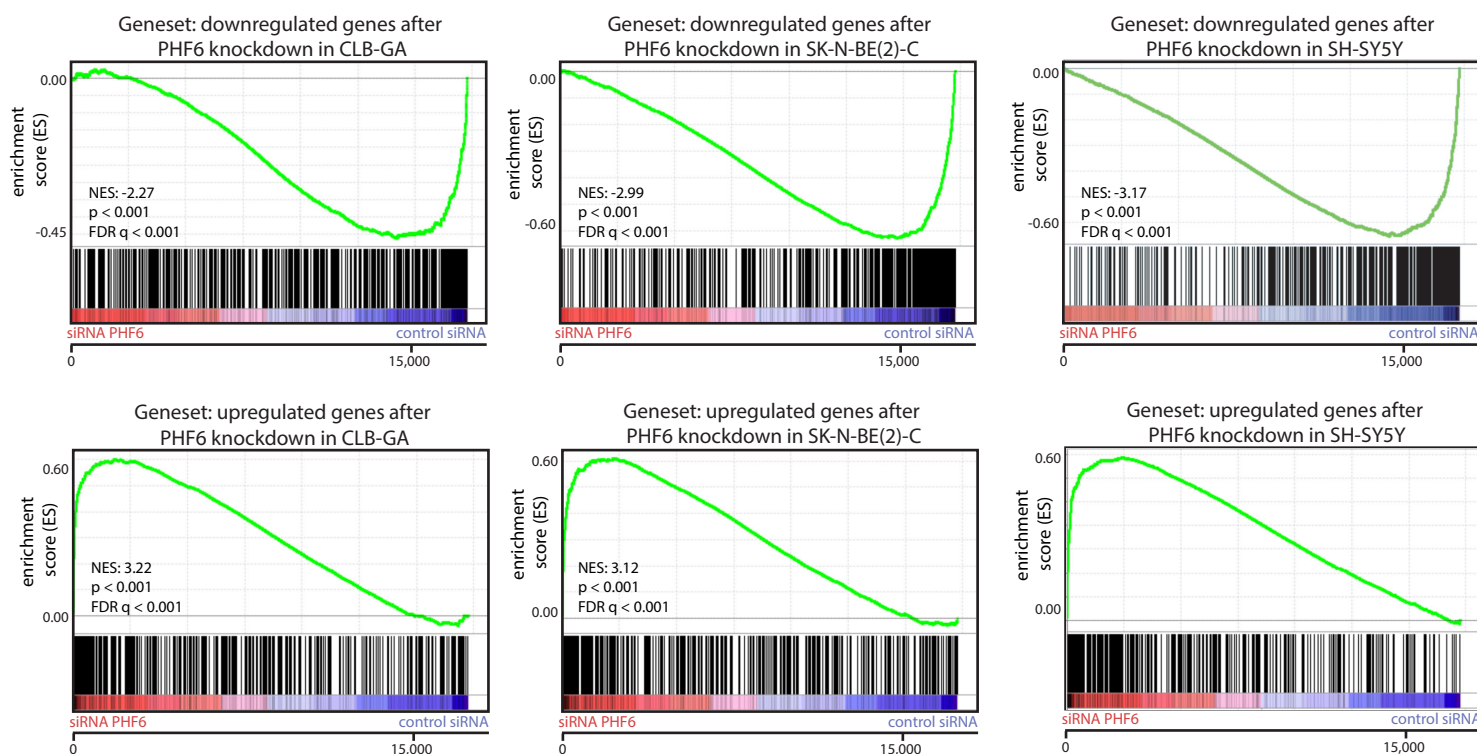 Geneset: downregulated genes after
PHF6 knockdown in CLB-GA
0.00
enrichment
score (ES)
NES: -2.27
p < 0.001
FDR q < 0.001
-0.45
siRNA PHF6
control siRNA
0
15,000
Geneset: downregulated genes after
PHF6 knockdown in SK-N-BE(2)-C
0.00
enrichment
score (ES)
NES: -2.99
p < 0.001
FDR q < 0.001
-0.60
siRNA PHF6
control siRNA
0
15,000
Geneset: downregulated genes after
PHF6 knockdown in SH-SY5Y
0.00
enrichment
score (ES)
NES: -3.17
p < 0.001
FDR q < 0.001
-0.60
siRNA PHF6
control siRNA
0
15,000
Geneset: upregulated genes after
PHF6 knockdown in CLB-GA
0.60
enrichment
score (ES)
NES: 3.22
p < 0.001
FDR q < 0.001
0.00
siRNA PHF6
control siRNA
0
15.000
Geneset: upregulated genes after
PHF6 knockdown in SK-N-BE(2)-C
0.60
enrichment
score (ES)
NES: 3.12
p < 0.001
FDR q < 0.001
0.00
siRNA PHF6
control siRNA
0
15,000
Geneset: upregulated genes after
PHF6 knockdown in SH-SY5Y
0.60
enrichment
score (ES)
0.00
siRNA PHF6
control siRNA
0
15,000